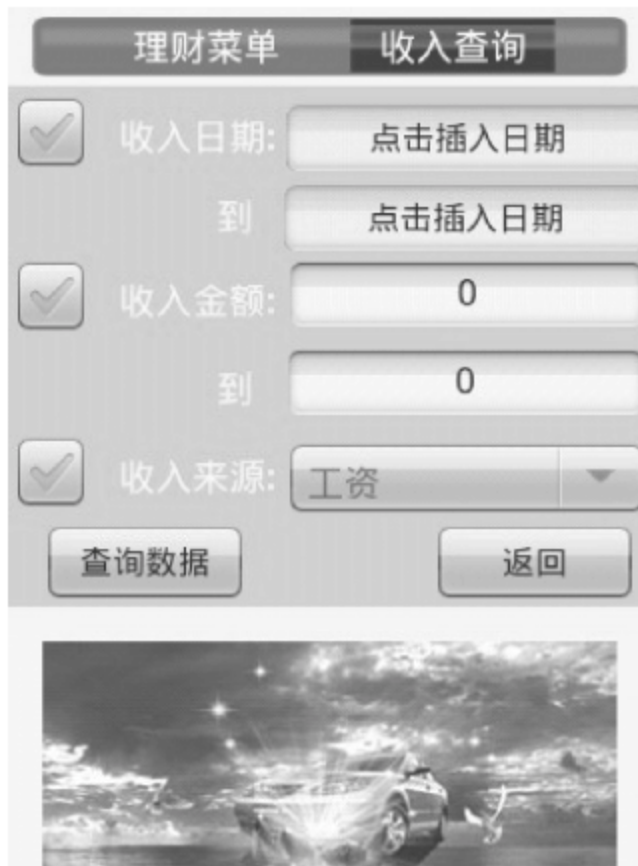 理财菜单 收入查询
收入日期: 点击插入日期
到 点击插入日期
收入金额: 0
到 0
收入来源: 工资
查询数据 返回